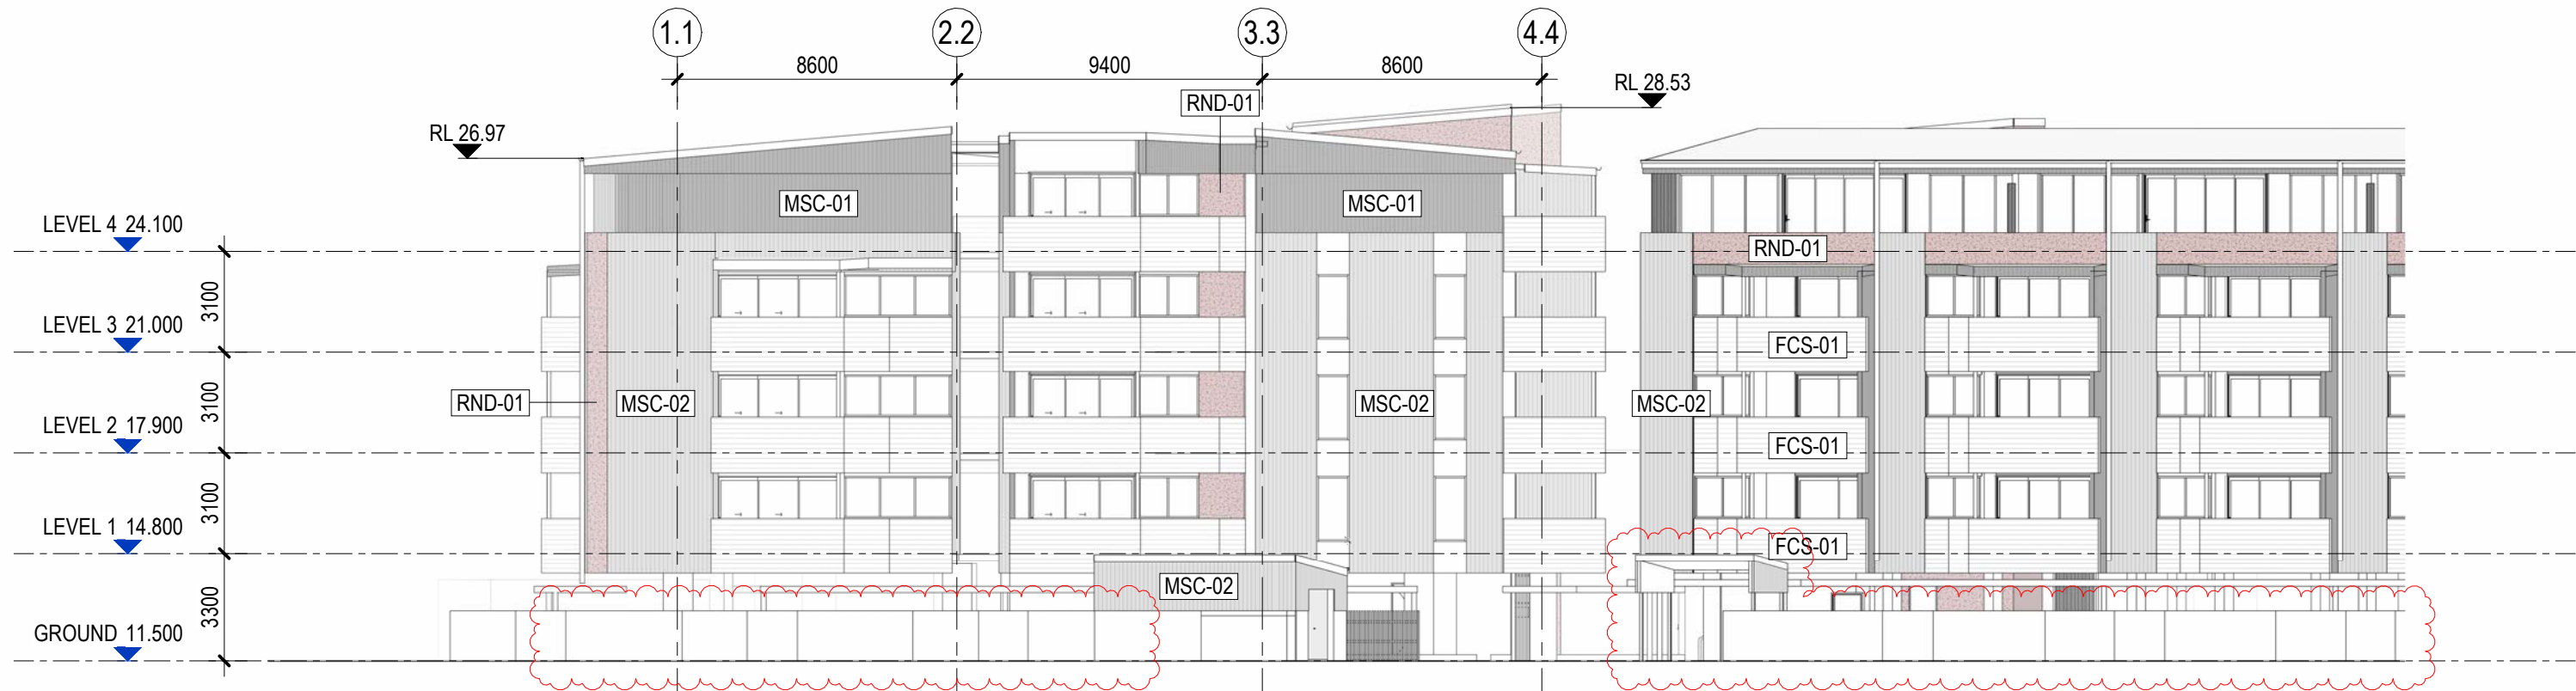 1.1 2.2 3.3 4.4
8600 9400 8600
RL 28.53
RND-01
RL 26.97
MSC-01 MSC-01
LEVEL 4 24.100
RND-01
3100
LEVEL 3 21.000
FCS-01
3100
RND-01 MSC-02 MSC-02 MSC-02
LEVEL 2 17.900
FCS-01
3100
LEVEL 1 14.800
FCS-01
MSC-02
3300
GROUND 11.500